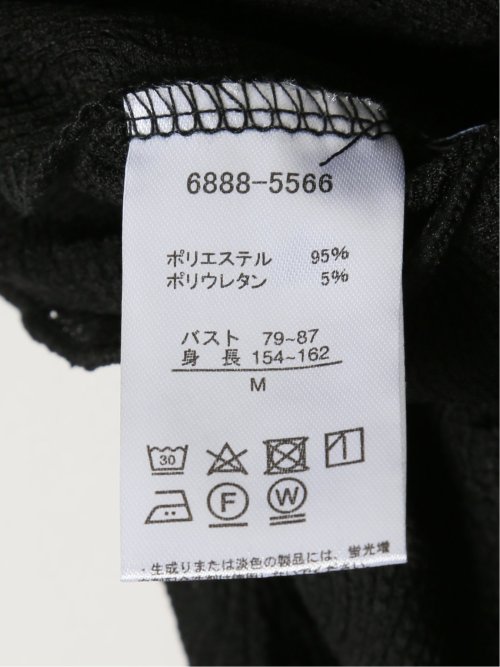 6888-5566
ポリエステル 95%
ポリウレタン 5%
バスト 79~87
身 長 154~162
M
30
F W
・生成りまたは淡色の製品には、蛍光増